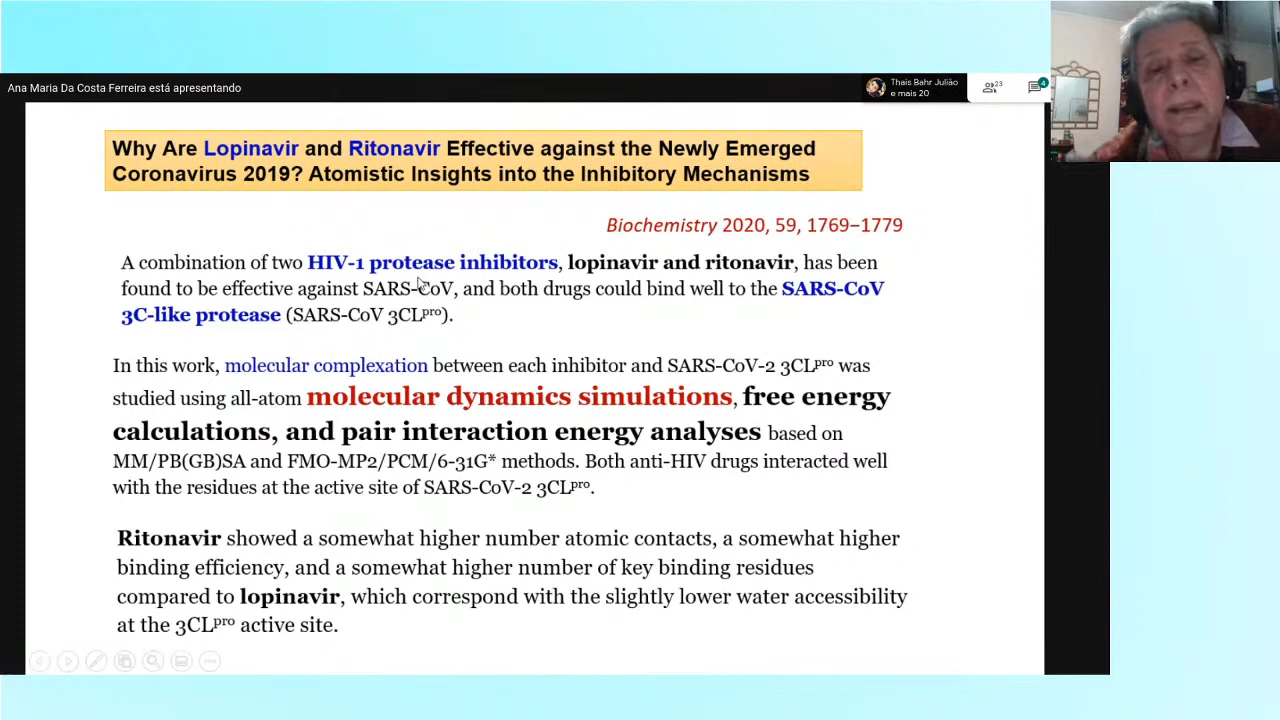 Ana Maria Da Costa Ferreira está apresentando
Thais Bahr Julião
e mais 20
23
4
Why Are Lopinavir and Ritonavir Effective against the Newly Emerged
Coronavirus 2019? Atomistic Insights into the Inhibitory Mechanisms
Biochemistry 2020, 59, 1769−1779
A combination of two HIV-1 protease inhibitors, lopinavir and ritonavir, has been
found to be effective against SARS-CoV, and both drugs could bind well to the SARS-CoV
3C-like protease (SARS-CoV 3CLᵖʳᵒ).
In this work, molecular complexation between each inhibitor and SARS-CoV-2 3CLᵖʳᵒ was
studied using all-atom molecular dynamics simulations, free energy
calculations, and pair interaction energy analyses based on
MM/PB(GB)SA and FMO-MP2/PCM/6-31G* methods. Both anti-HIV drugs interacted well
with the residues at the active site of SARS-CoV-2 3CLᵖʳᵒ.
Ritonavir showed a somewhat higher number atomic contacts, a somewhat higher
binding efficiency, and a somewhat higher number of key binding residues
compared to lopinavir, which correspond with the slightly lower water accessibility
at the 3CLᵖʳᵒ active site.